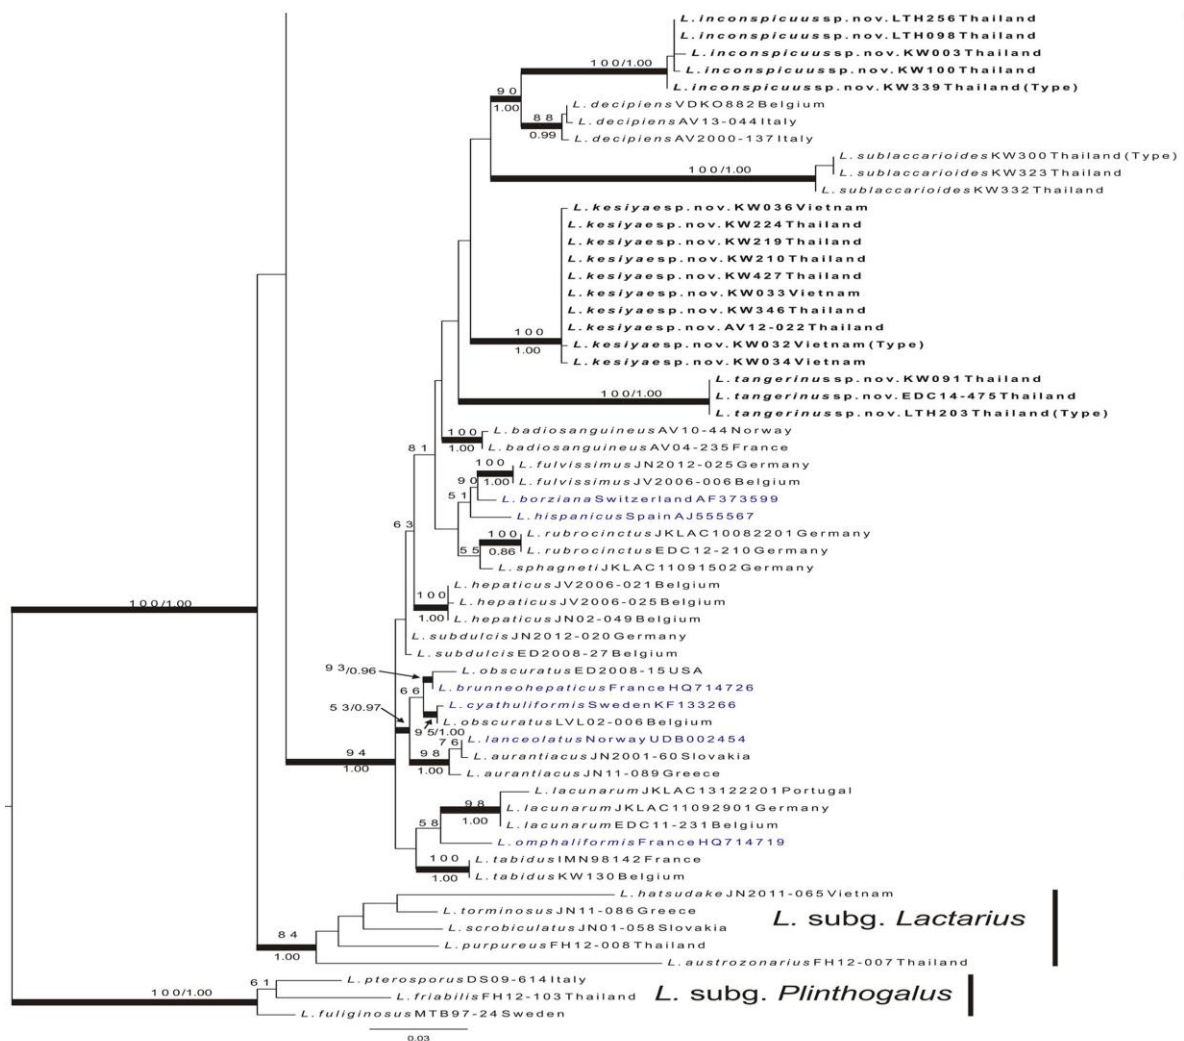 L. inconspicuus sp. nov. LTH256 Thailand
L. inconspicuus sp. nov. LTH098 Thailand
L. inconspicuus sp. nov. KW003 Thailand
100/1.00
L. inconspicuus sp. nov. KW100 Thailand
L. inconspicuus sp. nov. KW339 Thailand (Type)
90
1.00
L. decipiens VDKO882 Belgium
88
L. decipiens AV13-044 Italy
0.99
L. decipiens AV2000-137 Italy
L. sublaccarioides KW300 Thailand (Type)
100/1.00
L. sublaccarioides KW323 Thailand
L. sublaccarioides KW332 Thailand
L. kesiyae sp. nov. KW036 Vietnam
L. kesiyae sp. nov. KW224 Thailand
L. kesiyae sp. nov. KW219 Thailand
L. kesiyae sp. nov. KW210 Thailand
L. kesiyae sp. nov. KW427 Thailand
L. kesiyae sp. nov. KW033 Vietnam
L. kesiyae sp. nov. KW346 Thailand
L. kesiyae sp. nov. AV12-022 Thailand
100
1.00
L. kesiyae sp. nov. KW032 Vietnam (Type)
L. kesiyae sp. nov. KW034 Vietnam
L. tangerinus sp. nov. KW091 Thailand
100/1.00
L. tangerinus sp. nov. EDC14-475 Thailand
L. tangerinus sp. nov. LTH203 Thailand (Type)
L. badiosanguineus AV10-44 Norway
100
1.00
L. badiosanguineus AV04-235 France
81
L. fulvissimus JN2012-025 Germany
100
1.00
L. fulvissimus JV2006-006 Belgium
90
L. borziana Switzerland AF373599
51
L. hispanicus Spain AJ555567
63
L. rubrocinctus JKLAC10082201 Germany
100
0.86
L. rubrocinctus EDC12-210 Germany
55
L. sphagneti JKLAC11091502 Germany
L. hepaticus JV2006-021 Belgium
100
L. hepaticus JV2006-025 Belgium
1.00
L. hepaticus JN02-049 Belgium
100/1.00
L. subdulcis JN2012-020 Germany
L. subdulcis ED2008-27 Belgium
93/0.96
L. obscuratus ED2008-15 USA
L. brunneohepaticus France HQ714726
66
L. cyathuliformis Sweden KF133266
53/0.97
L. obscuratus LVL02-006 Belgium
95/1.00
L. lanceolatus Norway UDB002454
76
L. aurantiacus JN2001-60 Slovakia
94
1.00
98
1.00
L. aurantiacus JN11-089 Greece
L. lacunarum JKLAC13122201 Portugal
98
L. lacunarum JKLAC11092901 Germany
1.00
L. lacunarum EDC11-231 Belgium
58
L. omphaliformis France HQ714719
L. tabidus IMN98142 France
100
1.00
L. tabidus KW130 Belgium
L. hatsudake JN2011-065 Vietnam
L. torminosus JN11-086 Greece
L. subg. Lactarius
L. scrobiculatus JN01-058 Slovakia
84
1.00
L. purpureus FH12-008 Thailand
L. austrozonarius FH12-007 Thailand
L. pterosporus DS09-614 Italy
61
100/1.00
L. friabilis FH12-103 Thailand
L. subg. Plinthogalus
L. fuliginosus MTB97-24 Sweden
0.03